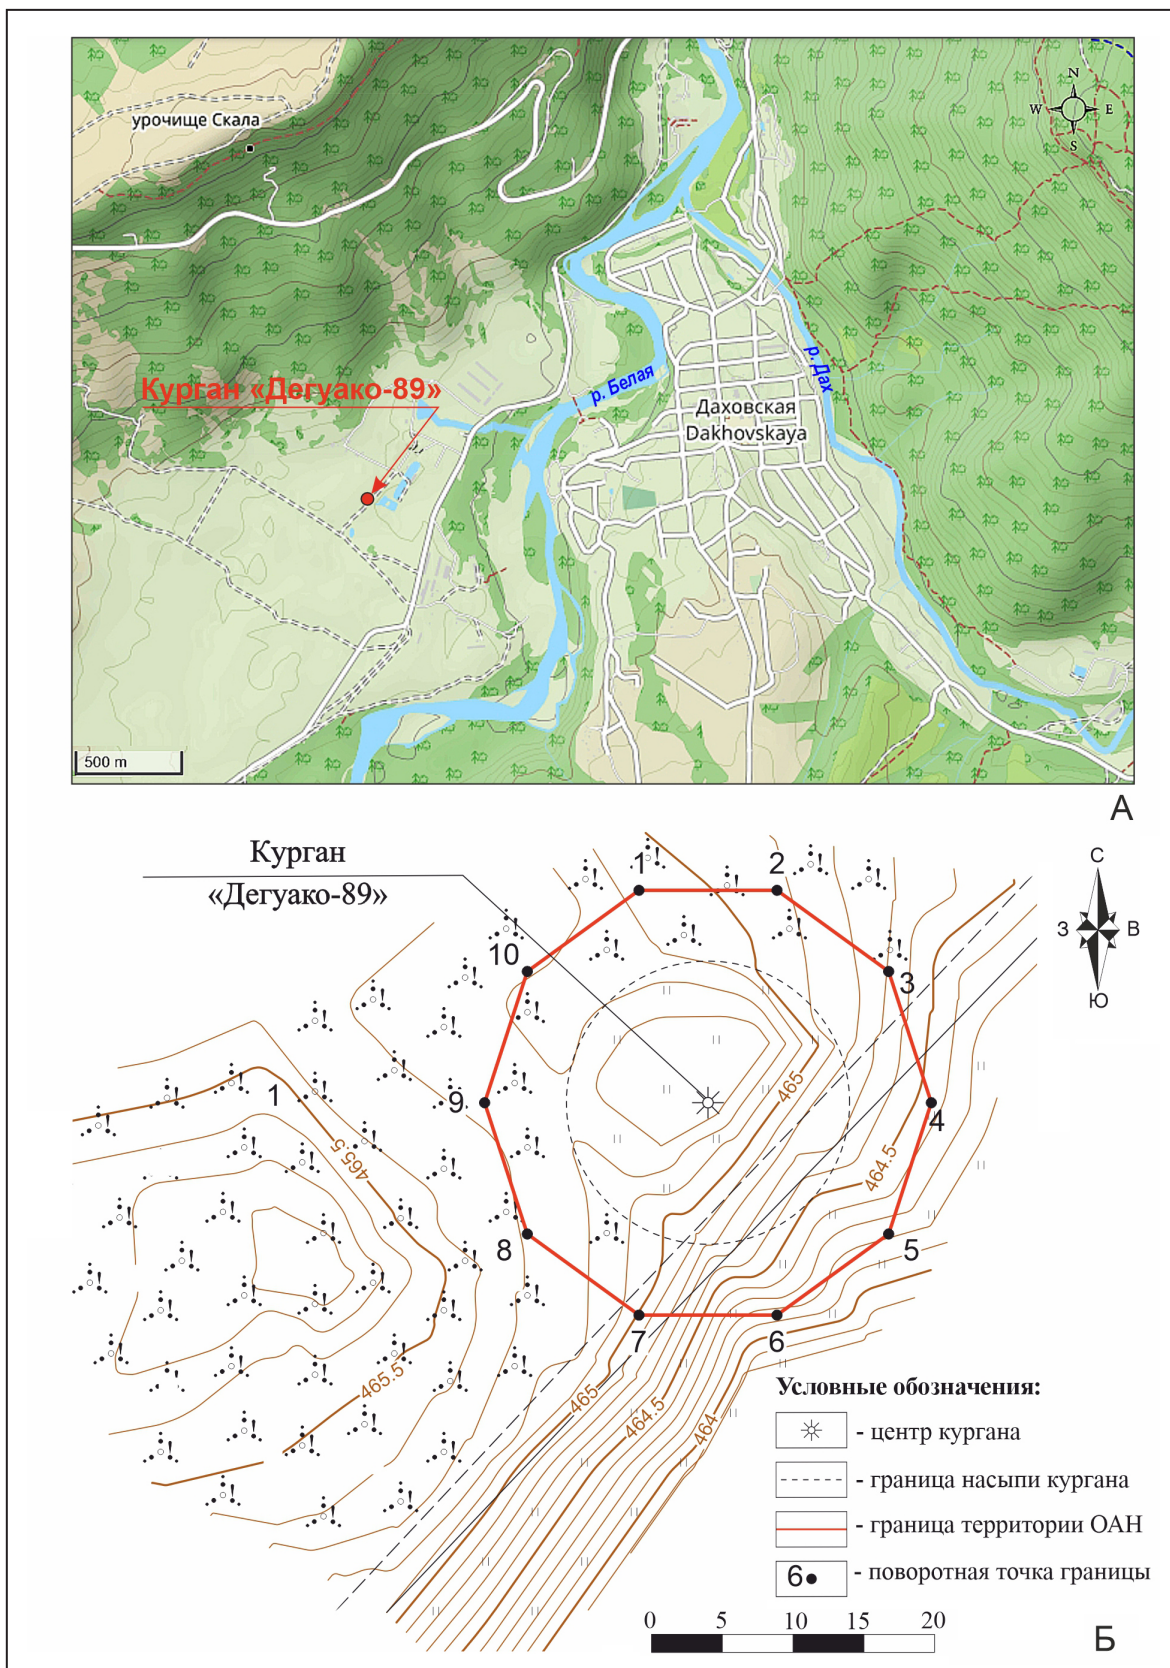 N
W E
S
урочище Скала
Курган «Дегуако-89»
р. Белая
р. Дах
Даховская
Dakhovskaya
500 m
А
Курган
«Дегуако-89»
1
2
С
З В
Ю
10
3
1
9
465
4
465.5
464.5
8
5
7
6
465.5
465
464.5
464
Условные обозначения:
- центр кургана
- граница насыпи кургана
- граница территории ОАН
6 - поворотная точка границы
0 5 10 15 20
Б